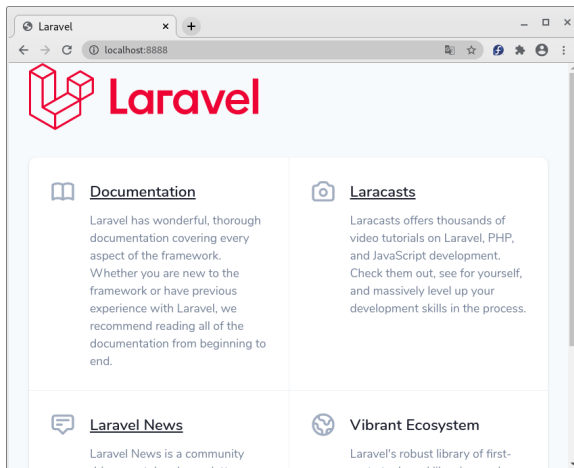 Laravel
localhost:8888
Laravel
Documentation
Laravel has wonderful, thorough
documentation covering every
aspect of the framework.
Whether you are new to the
framework or have previous
experience with Laravel, we
recommend reading all of the
documentation from beginning to
end.
Laracasts
Laracasts offers thousands of
video tutorials on Laravel, PHP,
and JavaScript development.
Check them out, see for yourself,
and massively level up your
development skills in the process.
Laravel News
Laravel News is a community
Vibrant Ecosystem
Laravel's robust library of first-